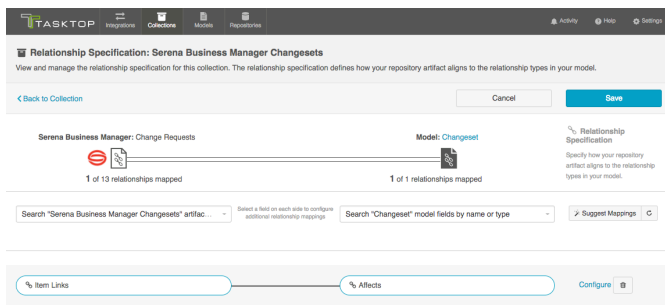 TASKTOP
Integrations
Collections
Models
Repositories
Activity
Help
Settings
Relationship Specification: Serena Business Manager Changesets
View and manage the relationship specification for this collection. The relationship specification defines how your repository artifact aligns to the relationship types in your model.
Back to Collection
Cancel
Save
Serena Business Manager: Change Requests
Model: Changeset
1 of 13 relationships mapped
1 of 1 relationships mapped
Relationship
Specification
Specify how your repository
artifact aligns to the relationship
types in your model.
Search "Serena Business Manager Changesets" artifac...
Select a field on each side to configure
additional relationship mappings
Search "Changeset" model fields by name or type
Suggest Mappings
Item Links
Affects
Configure